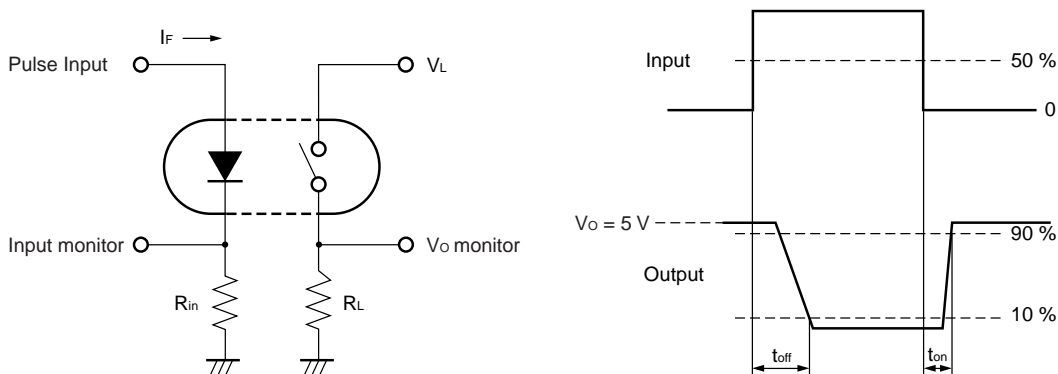 IF
Pulse Input
VL
Input monitor
VO monitor
Rin
RL
Input
50 %
0
VO = 5 V
90 %
Output
10 %
toff
ton